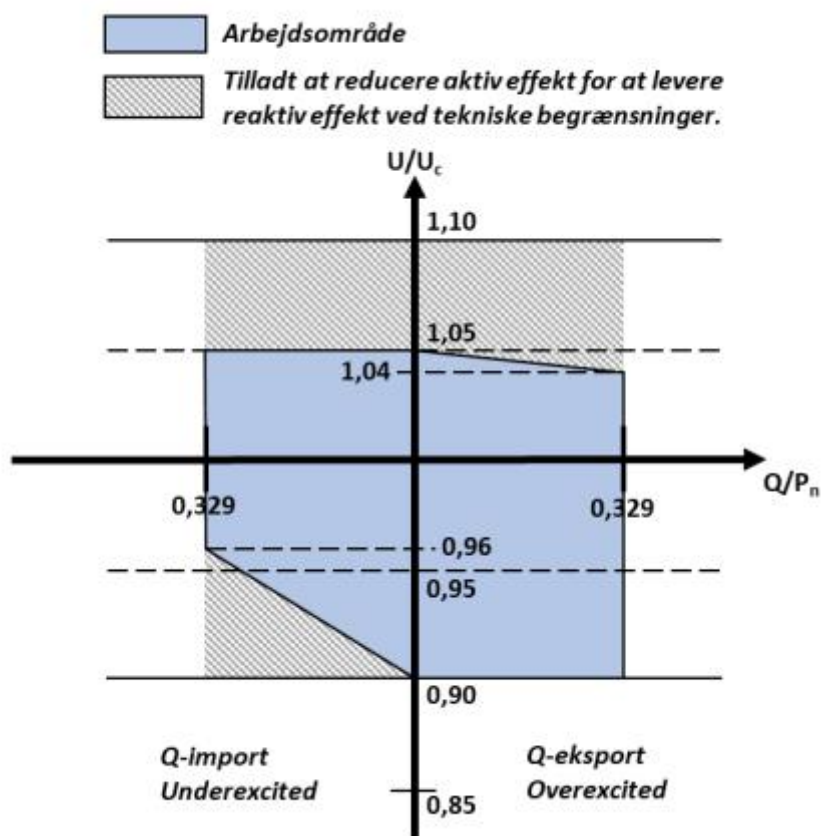 Arbejdsområde
Tilladt at reducere aktiv effekt for at levere
reaktiv effekt ved tekniske begrænsninger.
U/Uc
1,10
1,05
1,04
Q/Pn
0,329
0,329
0,96
0,95
0,90
Q-import
Underexcited
Q-eksport
Overexcited
0,85